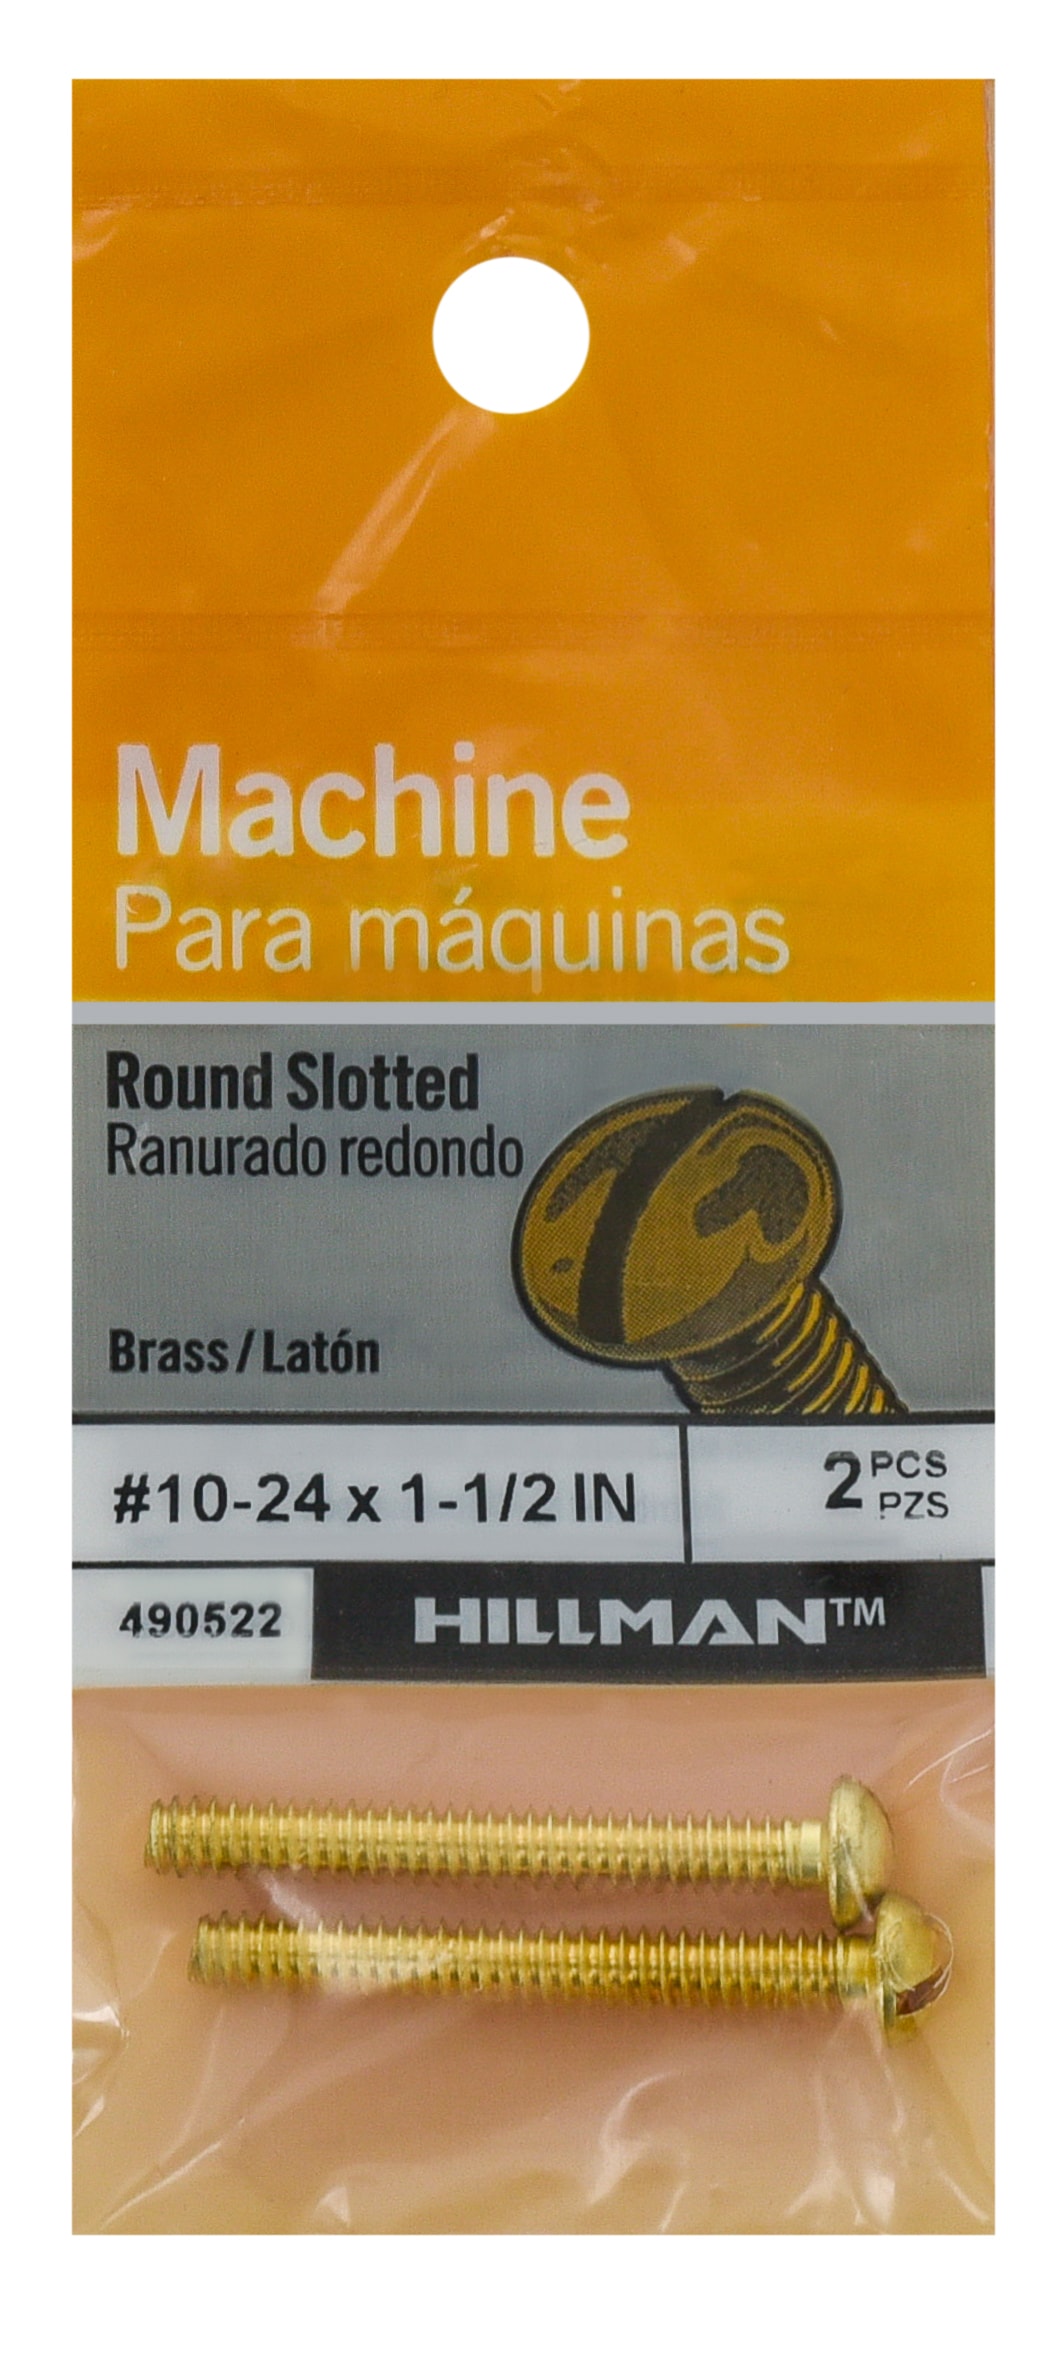 Machine
Para máquinas
Round Slotted
Ranurado redondo
Brass / Latón
#10-24 x 1-1/2 IN
2 PCS
PZS
490522
HILLMAN™